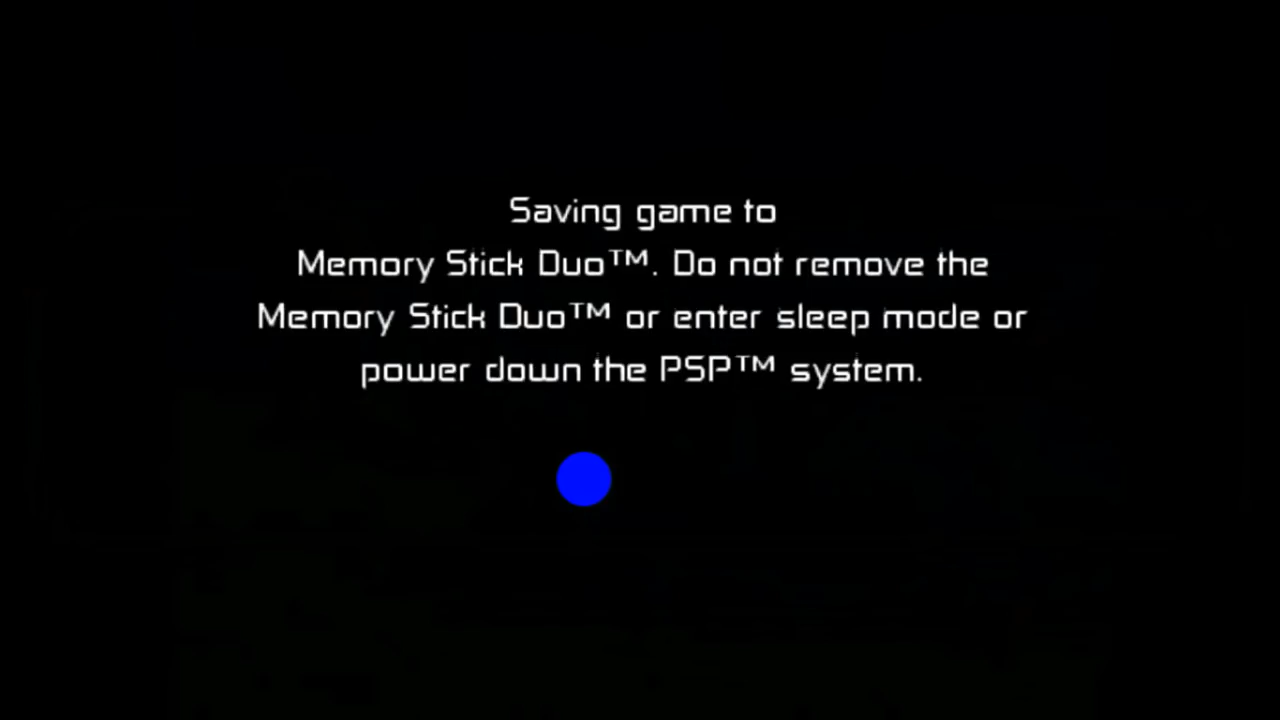 Saving game to
Memory Stick Duo™. Do not remove the
Memory Stick Duo™ or enter sleep mode or
power down the PSP™ system.